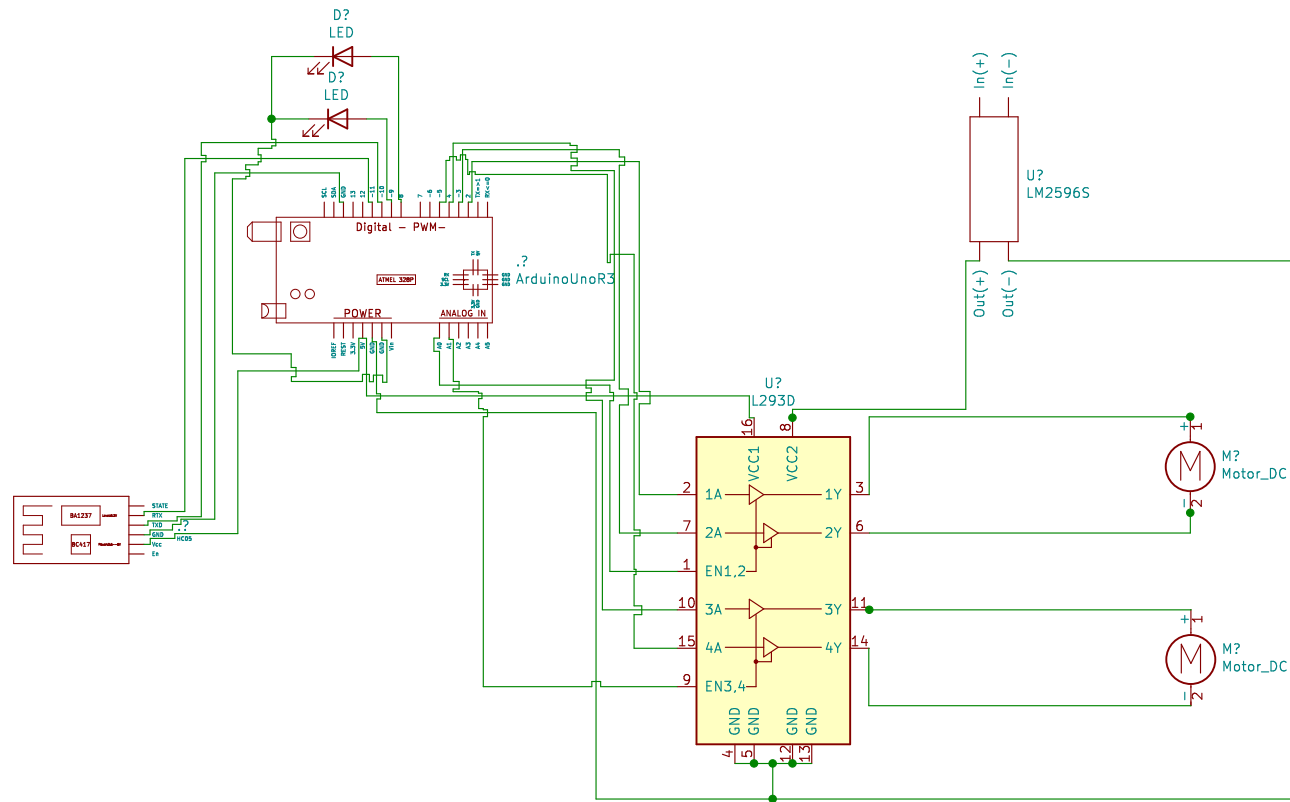 D?
LED
D?
LED
In(+)
In(-)
U?
LM2596S
Out(+)
Out(-)
SCL
SDA
GND
13
12
~11
~10
~9
8
7
~6
~5
4
~3
2
TX=>1
RX<=0
Digital ~ PWM~
ATMEL 328P
.?
ArduinoUnoR3
POWER
ANALOG IN
IOREF
REST
3.3V
5V
GND
GND
Vin
A0
A1
A2
A3
A4
A5
U?
L293D
16
8
VCC1
VCC2
2
1A
1Y
3
7
2A
2Y
6
1
EN1,2
10
3A
3Y
11
15
4A
4Y
14
9
EN3,4
GND
GND
GND
GND
4
5
12
13
+
1
M
M?
Motor_DC
-
2
+
1
M
M?
Motor_DC
-
2
BA1237
BC417
STATE
RTX
TXD
GND
Vcc
En
.?
HC05